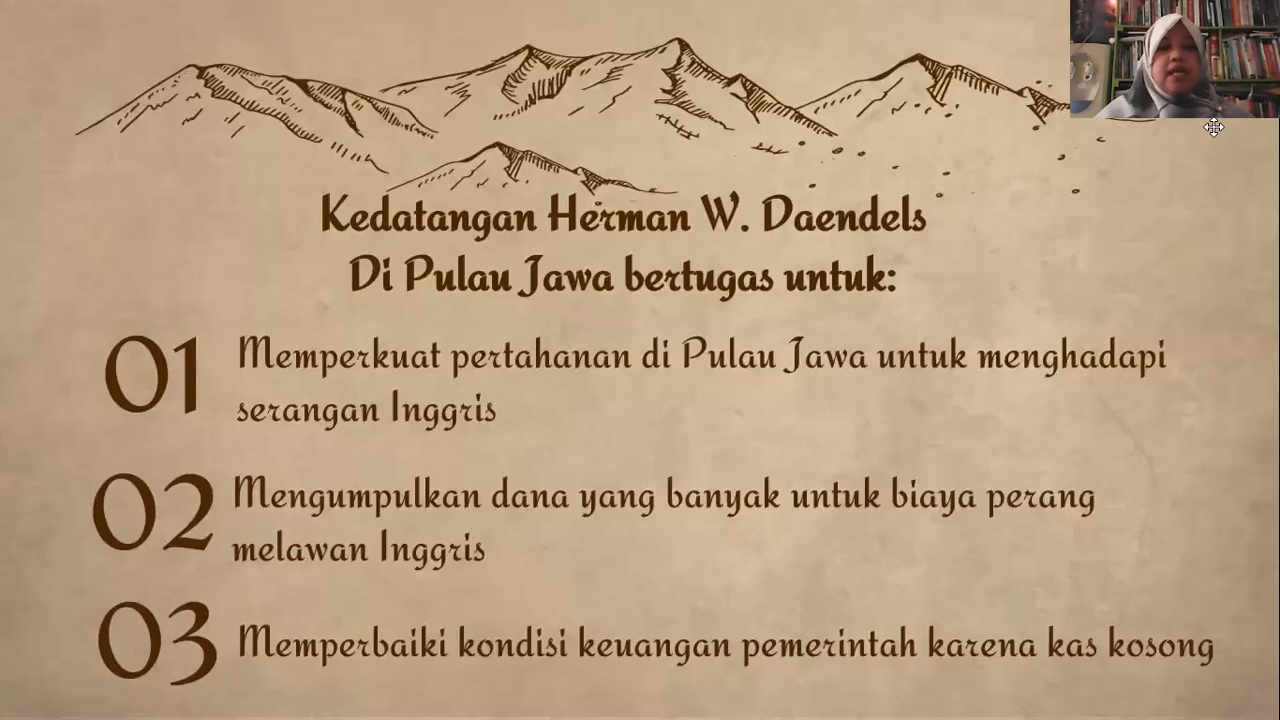 Kedatangan Herman W. Daendels
Di Pulau Jawa bertugas untuk:
01
Memperkuat pertahanan di Pulau Jawa untuk menghadapi
serangan Inggris
02
Mengumpulkan dana yang banyak untuk biaya perang
melawan Inggris
03
Memperbaiki kondisi keuangan pemerintah karena kas kosong